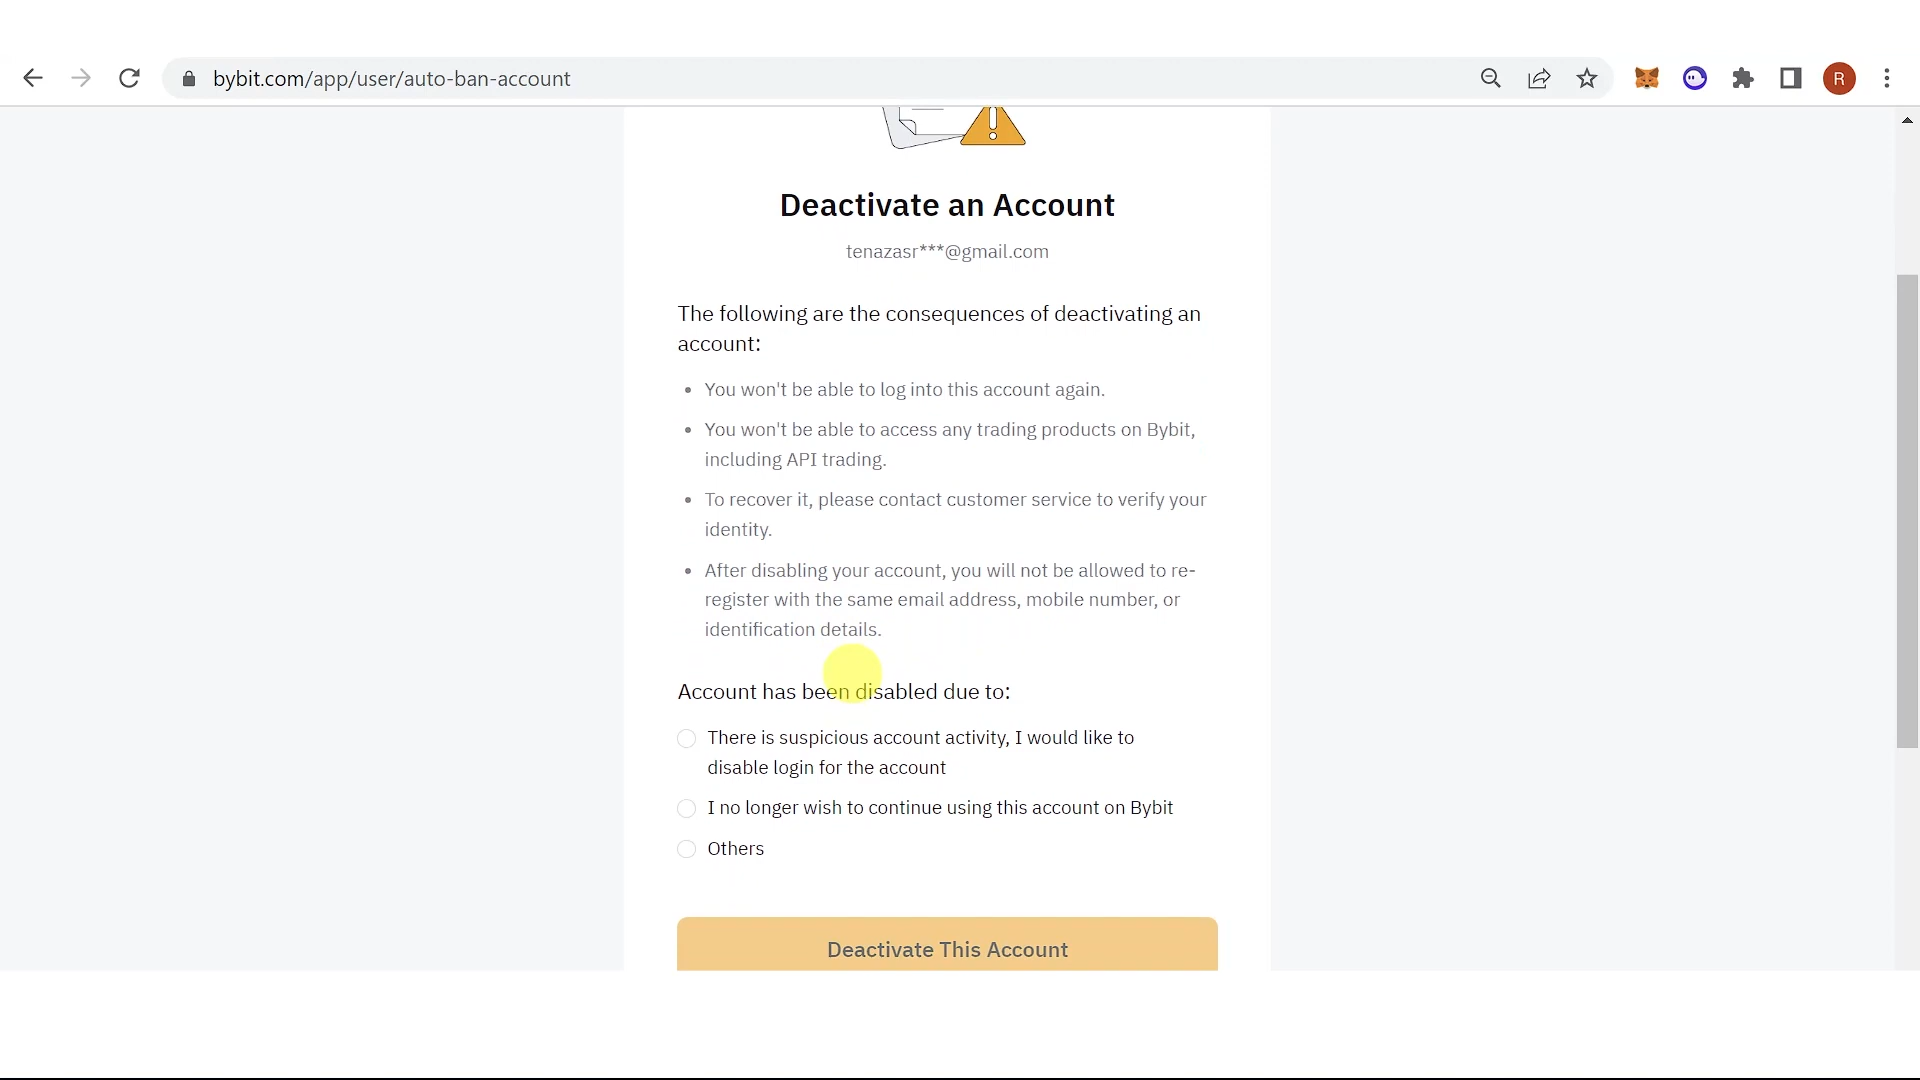 bybit.com/app/user/auto-ban-account
R
Deactivate an Account
tenazasr***@gmail.com
The following are the consequences of deactivating an
account:
• You won't be able to log into this account again.
• You won't be able to access any trading products on Bybit,
including API trading.
• To recover it, please contact customer service to verify your
identity.
• After disabling your account, you will not be allowed to re-
register with the same email address, mobile number, or
identification details.
Account has been disabled due to:
There is suspicious account activity, I would like to
disable login for the account
I no longer wish to continue using this account on Bybit
Others
Deactivate This Account